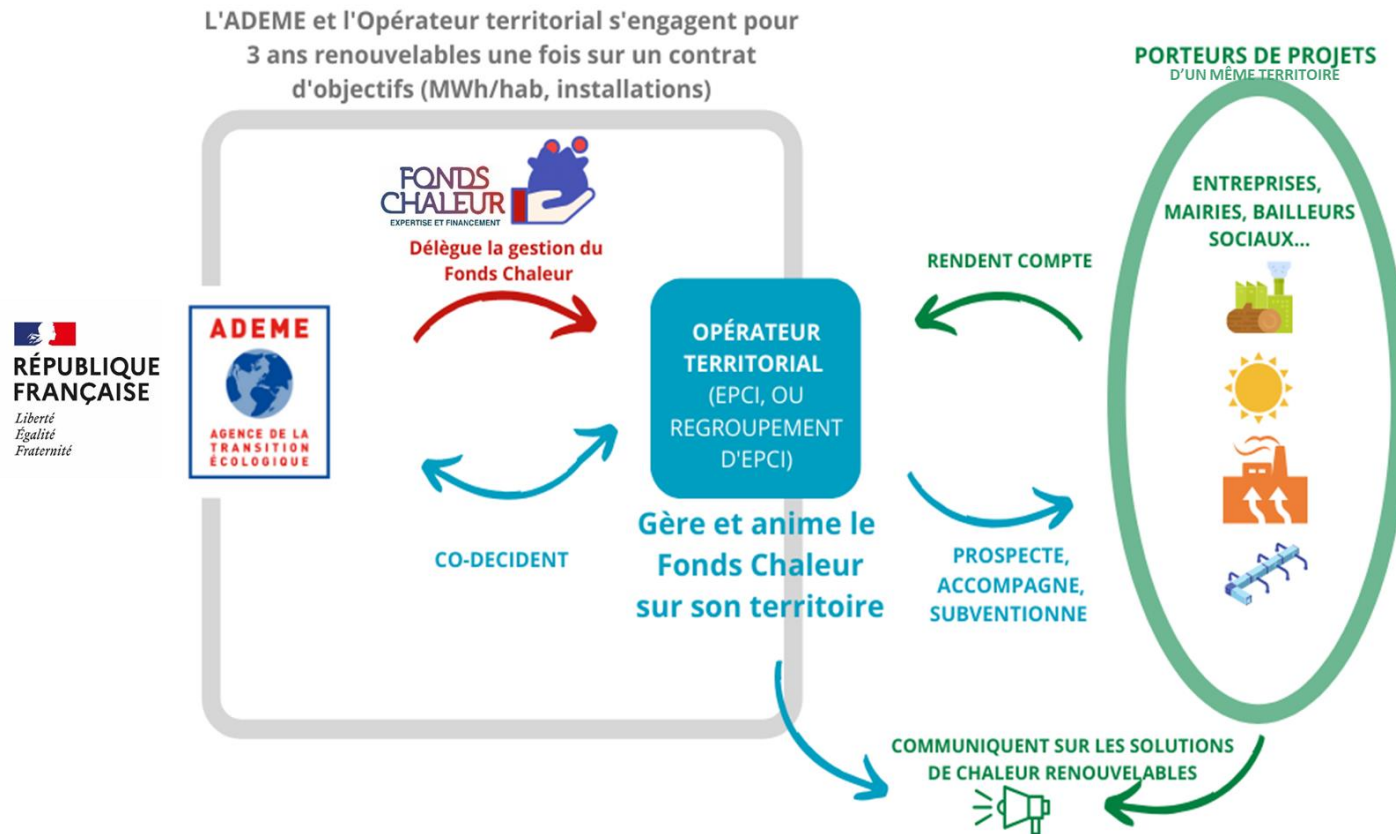 L'ADEME et l'Opérateur territorial s'engagent pour
3 ans renouvelables une fois sur un contrat
d'objectifs (MWh/hab, installations)
PORTEURS DE PROJETS
D'UN MÊME TERRITOIRE
FONDS
CHALEUR
EXPERTISE ET FINANCEMENT
Délègue la gestion du
Fonds Chaleur
RÉPUBLIQUE
FRANÇAISE
Liberté
Égalité
Fraternité
ADEME
AGENCE DE LA
TRANSITION
ÉCOLOGIQUE
CO-DECIDENT
OPÉRATEUR
TERRITORIAL
(EPCI, OU
REGROUPEMENT
D'EPCI)
Gère et anime le
Fonds Chaleur
sur son territoire
RENDENT COMPTE
PROSPECTE,
ACCOMPAGNE,
SUBVENTIONNE
ENTREPRISES,
MAIRIES, BAILLEURS
SOCIAUX...
COMMUNIQUENT SUR LES SOLUTIONS
DE CHALEUR RENOUVELABLES